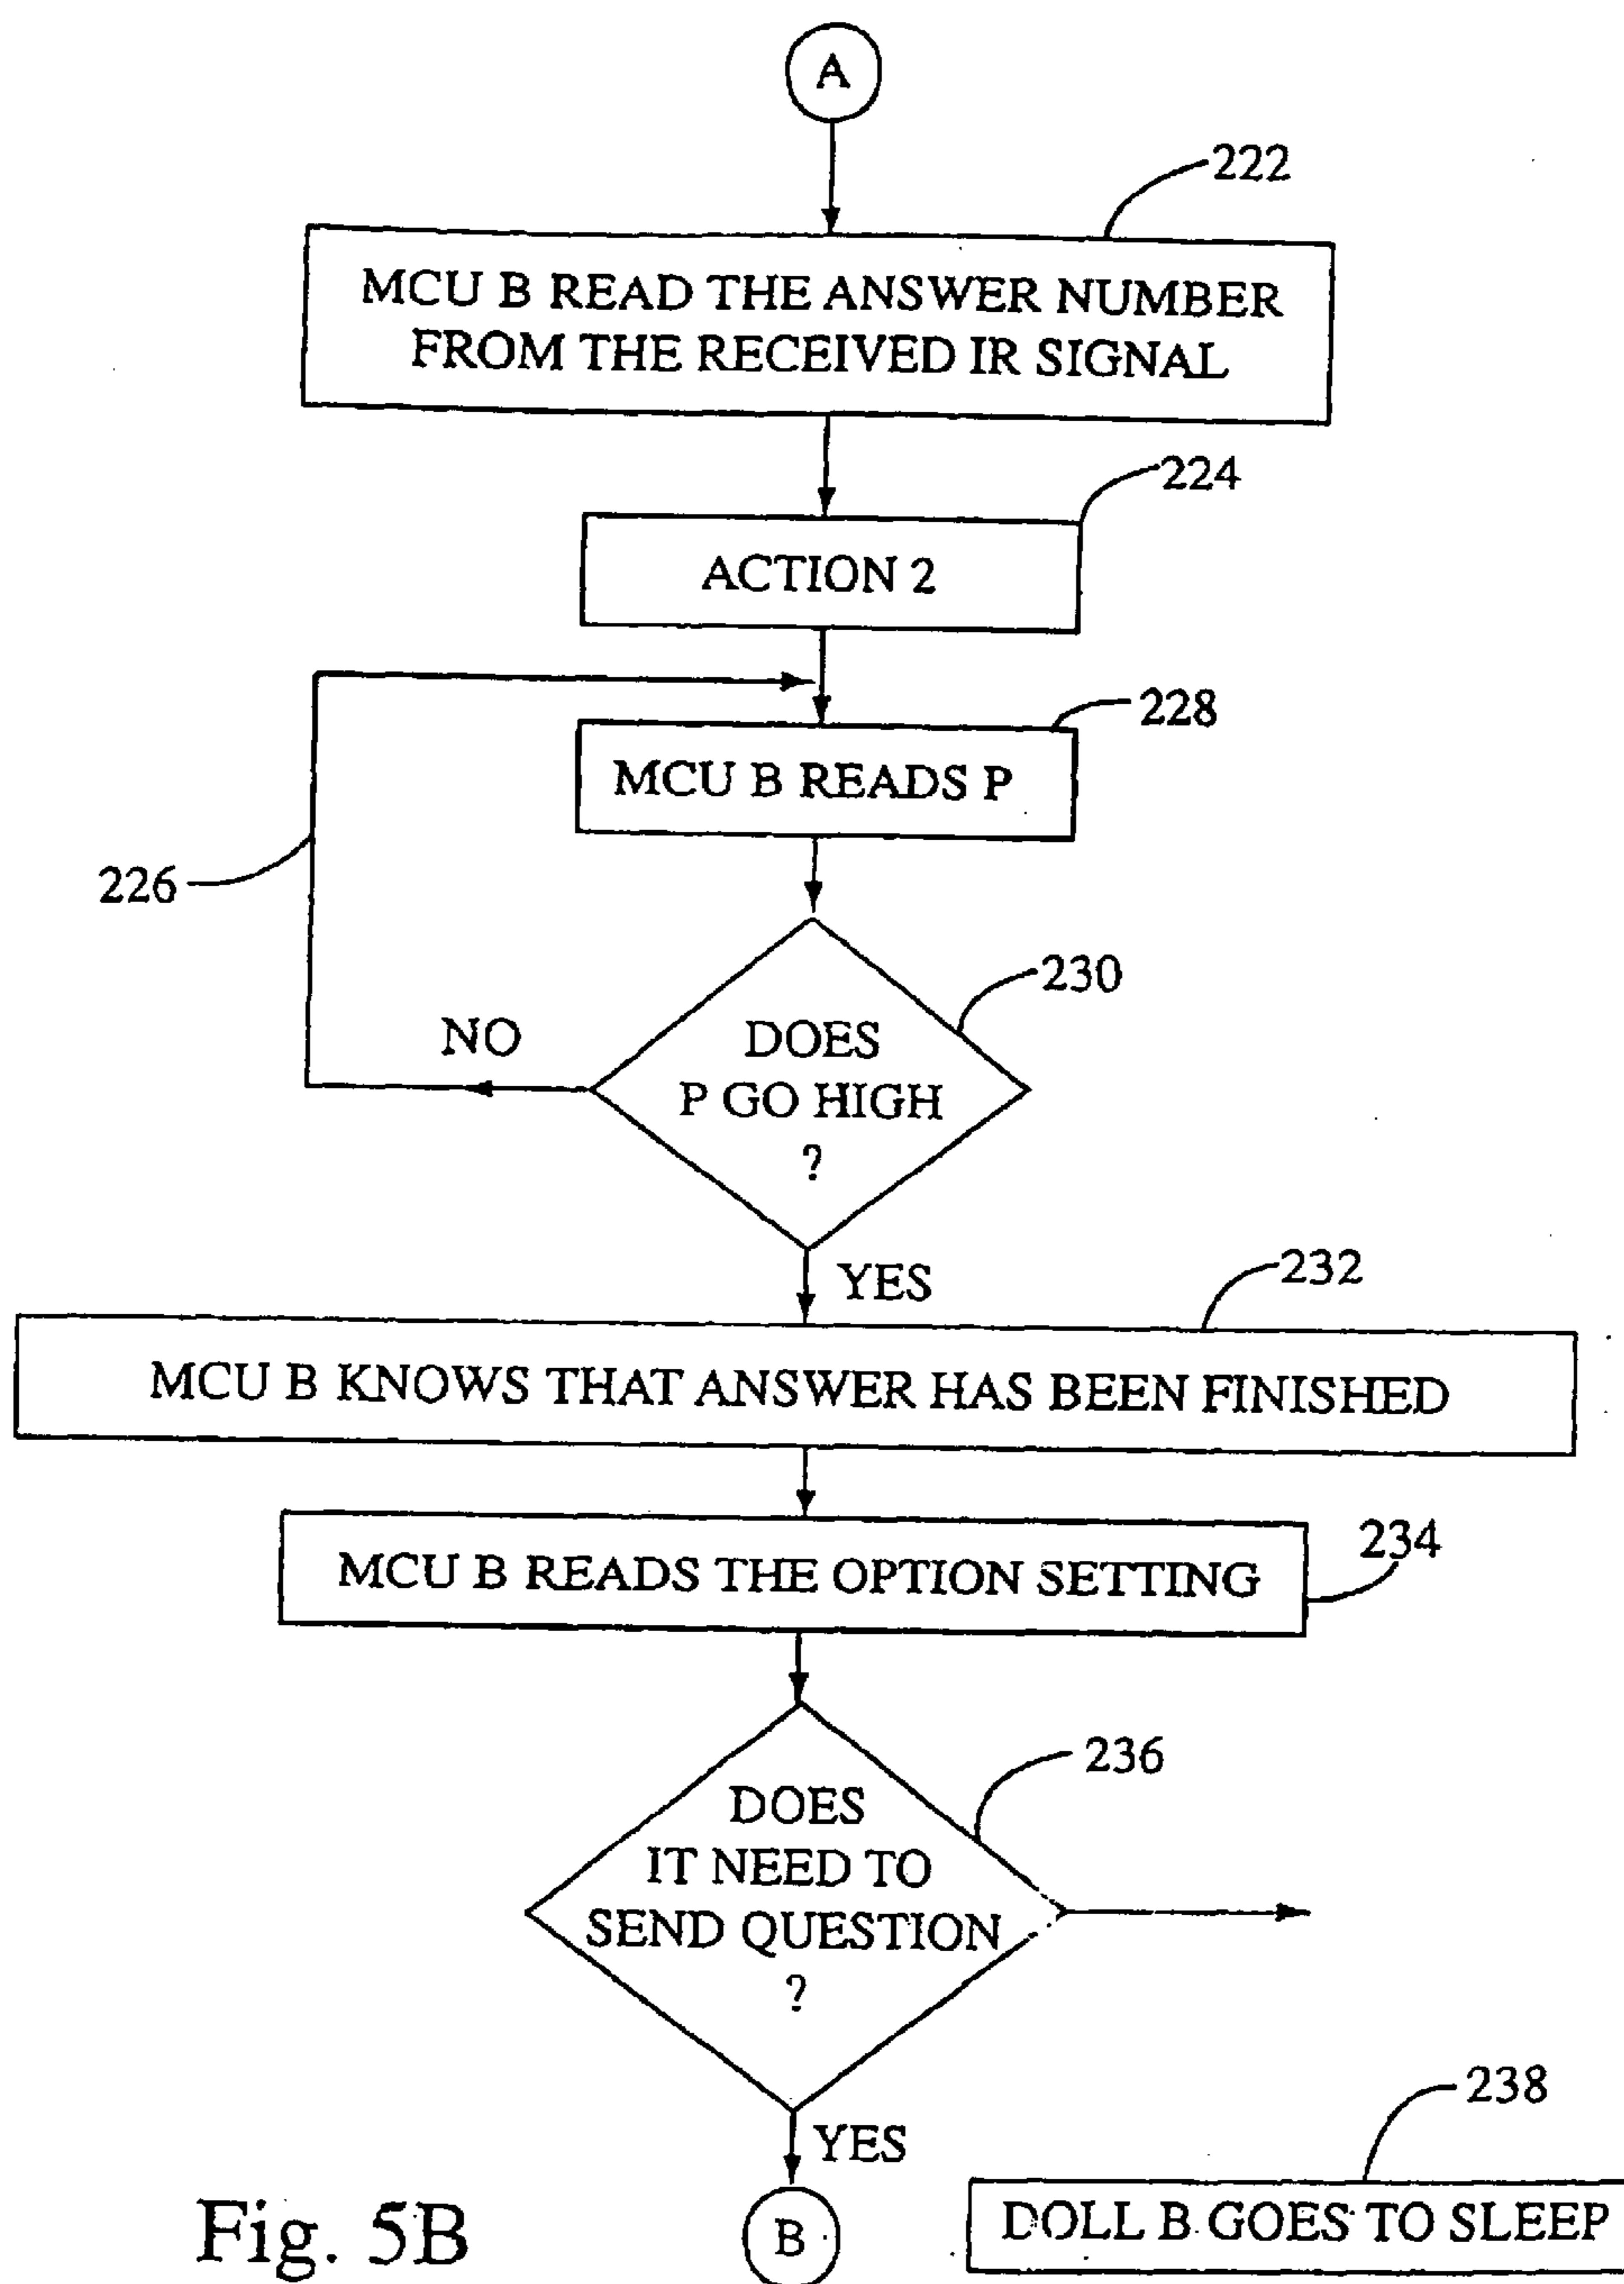 A
222
MCU B READ THE ANSWER NUMBER
FROM THE RECEIVED IR SIGNAL
224
ACTION 2
228
MCU B READS P
226
230
NO
DOES
P GO HIGH
?
YES
232
MCU B KNOWS THAT ANSWER HAS BEEN FINISHED
234
MCU B READS THE OPTION SETTING
236
DOES
IT NEED TO
SEND QUESTION
?
238
YES
DOLL B GOES TO SLEEP
B
Fig. 5B